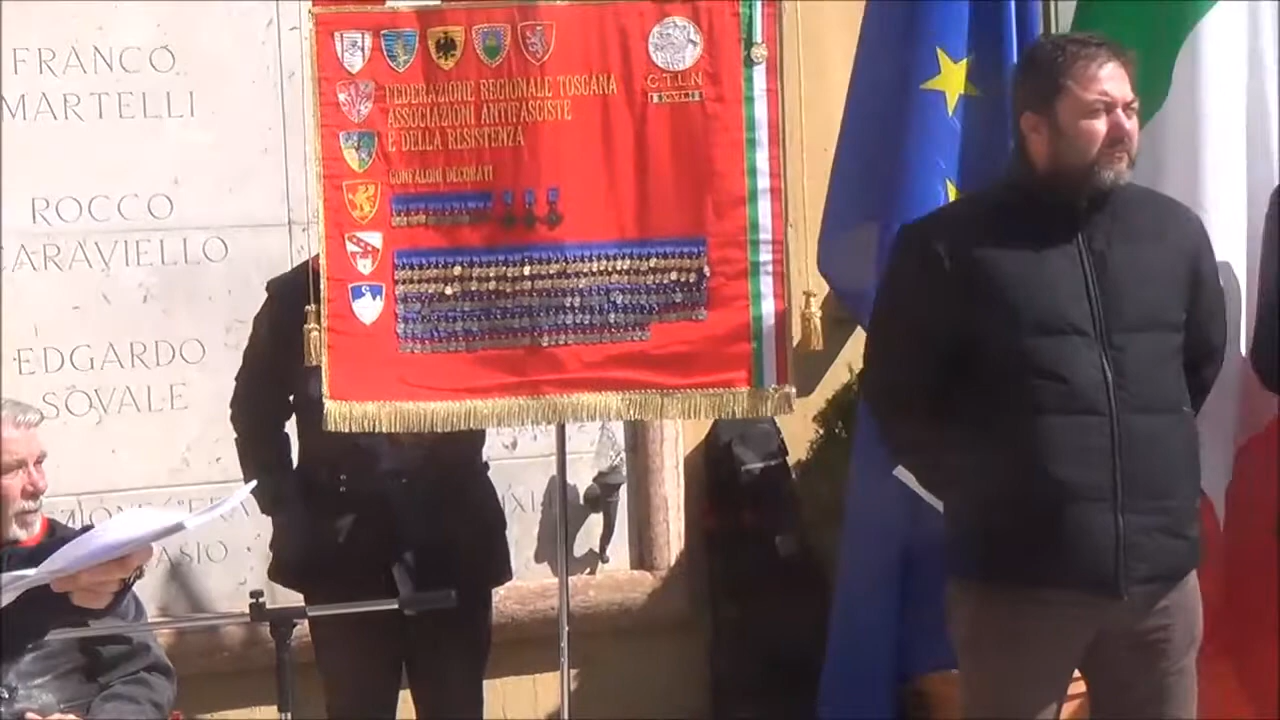 FRANCO
MARTELLI
ROCCO
CARAVIELLO
EDGARDO
SOVALE
FEDERAZIONE REGIONALE TOSCANA
ASSOCIAZIONI ANTIFASCISTE
E DELLA RESISTENZA
GONFALONI DECORATI
C.T.L.N.